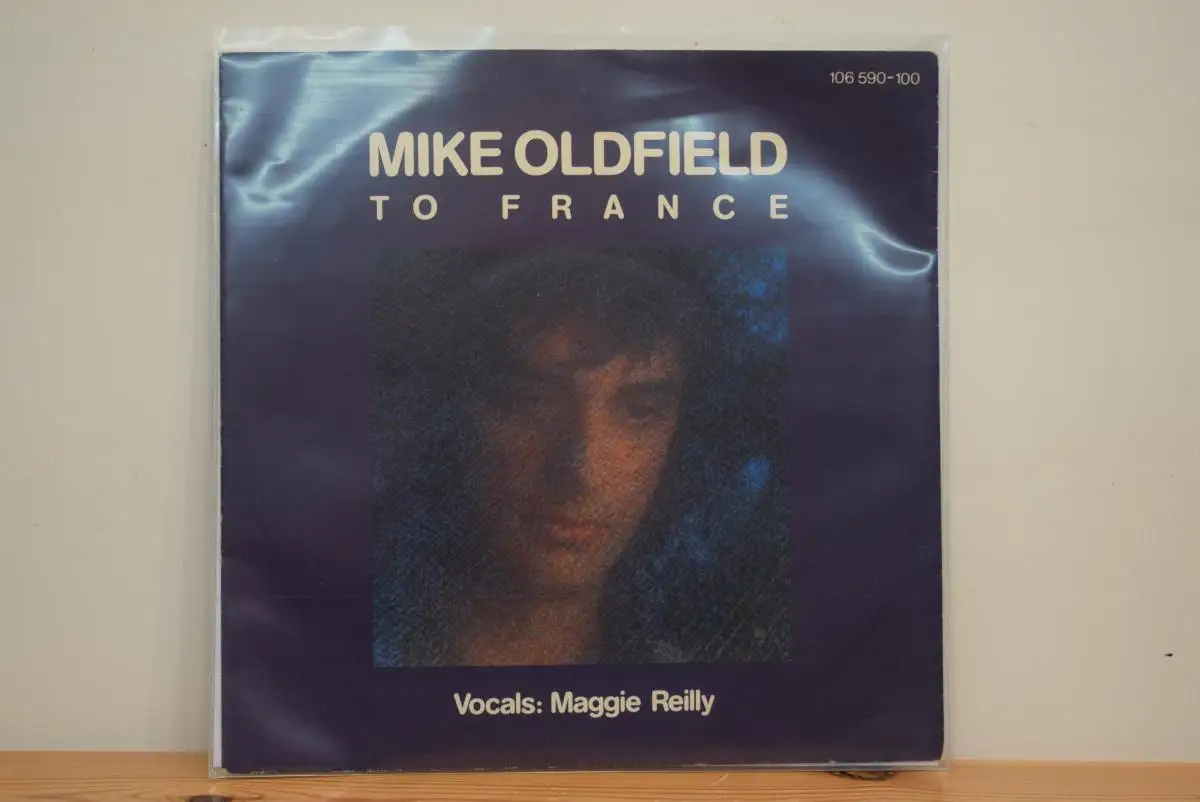 106 590-100
MIKE OLDFIELD
TO FRANCE
Vocals: Maggie Reilly